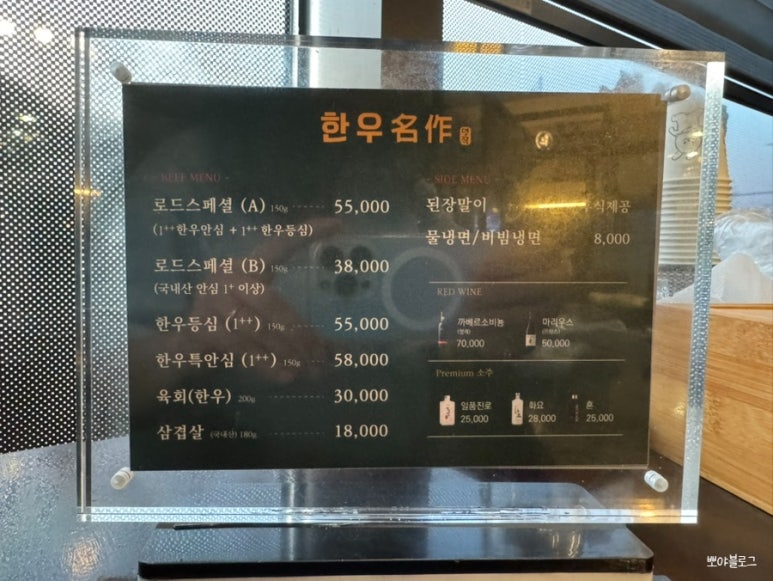 한우名作
- BEEF MENU -
로드스페셜 (A) 150g ------ 55,000
(1++한우안심 + 1++ 한우등심)
로드스페셜 (B) 150g ------ 38,000
(국내산 안심 1+ 이상)
한우등심 (1++) 150g ------ 55,000
한우특안심 (1++) 150g ---- 58,000
육회(한우) 200g ---------- 30,000
삼겹살 (국내산) 180g ------ 18,000
- SIDE MENU -
된장말이 식제공
물냉면/비빔냉면 8,000
RED WINE
까베르소비뇽
70,000
마리우스
50,000
Premium 소주
일품진로
25,000
화요
28,000
혼
25,000
뽀야블로그